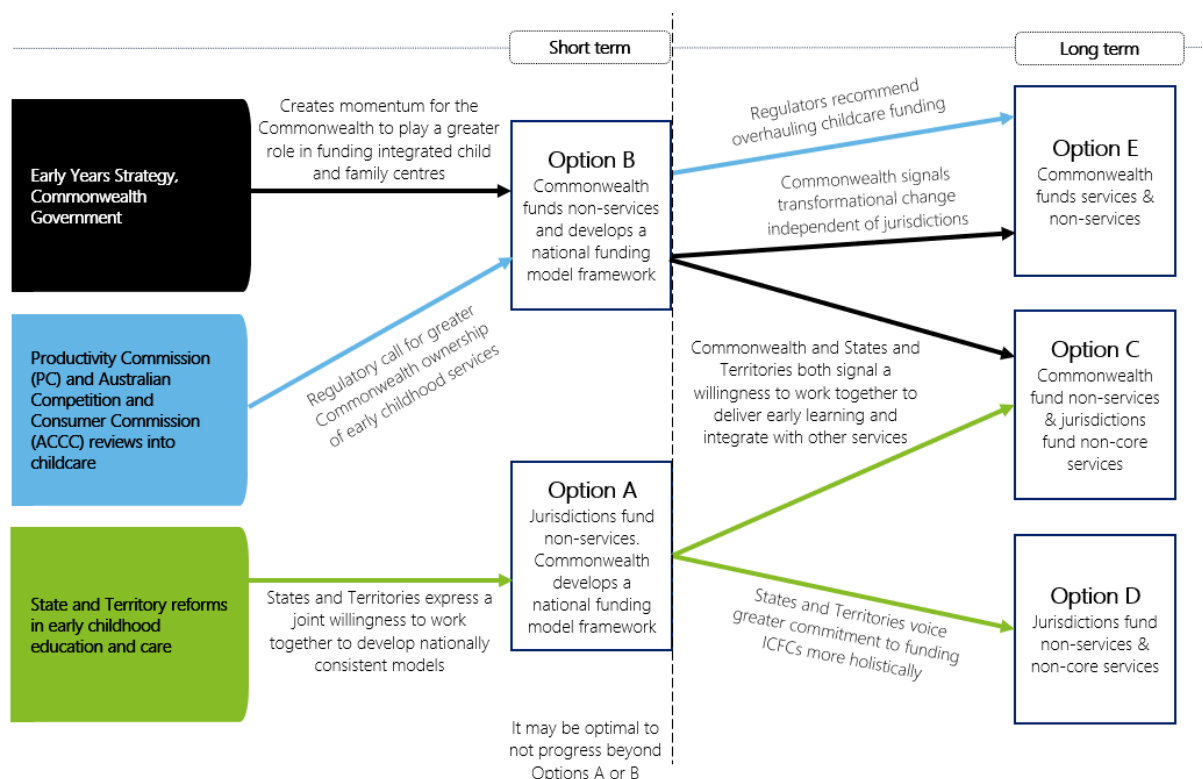 Short term
Long term
Early Years Strategy,
Commonwealth
Government
Creates momentum for the
Commonwealth to play a greater
role in funding integrated child
and family centres
Option B
Commonwealth
funds non-services
and develops a
national funding
model framework
Regulators recommend
overhauling childcare funding
Commonwealth signals
transformational change
independent of jurisdictions
Option E
Commonwealth
funds services &
non-services
Productivity Commission
(PC) and Australian
Competition and
Consumer Commission
(ACCC) reviews into
childcare
Regulatory call for greater
Commonwealth ownership
of early childhood services
Commonwealth and States and
Territories both signal a
willingness to work together to
deliver early learning and
integrate with other services
Option C
Commonwealth
fund non-services
& jurisdictions
fund non-core
services
State and Territory reforms
in early childhood
education and care
States and Territories express a
joint willingness to work
together to develop nationally
consistent models
Option A
Jurisdictions fund
non-services.
Commonwealth
develops a
national funding
model framework
States and Territories voice
greater commitment to funding
ICFCs more holistically
Option D
Jurisdictions fund
non-services &
non-core services
It may be optimal to
not progress beyond
Options A or B